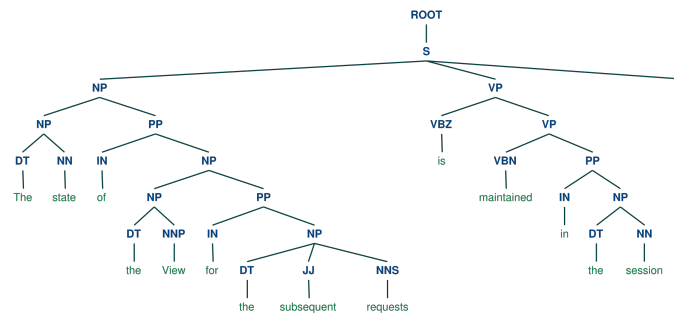 ROOT
S
NP VP
NP PP VBZ VP
DT NN IN NP is VBN PP
The state of NP PP maintained IN NP
DT NNP IN NP in DT NN
the View for DT JJ NNS the session
the subsequent requests